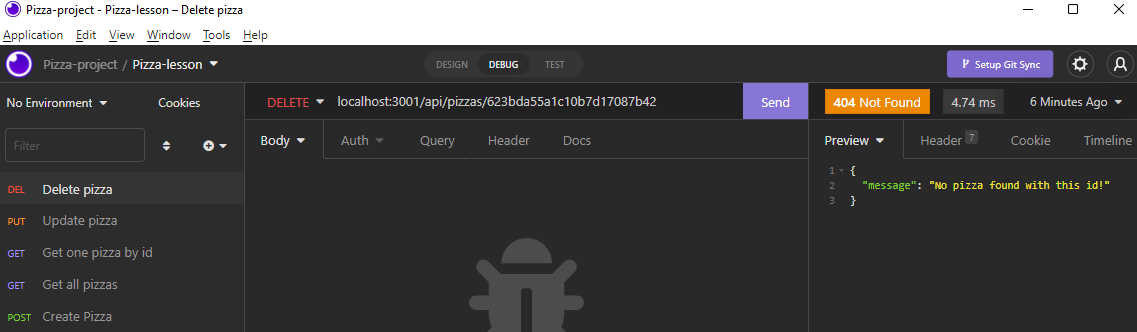 Pizza-project - Pizza-lesson – Delete pizza
Application Edit View Window Tools Help
Pizza-project / Pizza-lesson
DESIGN DEBUG TEST
Setup Git Sync
No Environment Cookies
DELETE localhost:3001/api/pizzas/623bda55a1c10b7d17087b42 Send
404 Not Found 4.74 ms 6 Minutes Ago
Filter
Body Auth Query Header Docs
Preview Header 7 Cookie Timeline
DEL Delete pizza
PUT Update pizza
GET Get one pizza by id
GET Get all pizzas
POST Create Pizza
1 {
2 "message": "No pizza found with this id!"
3 }